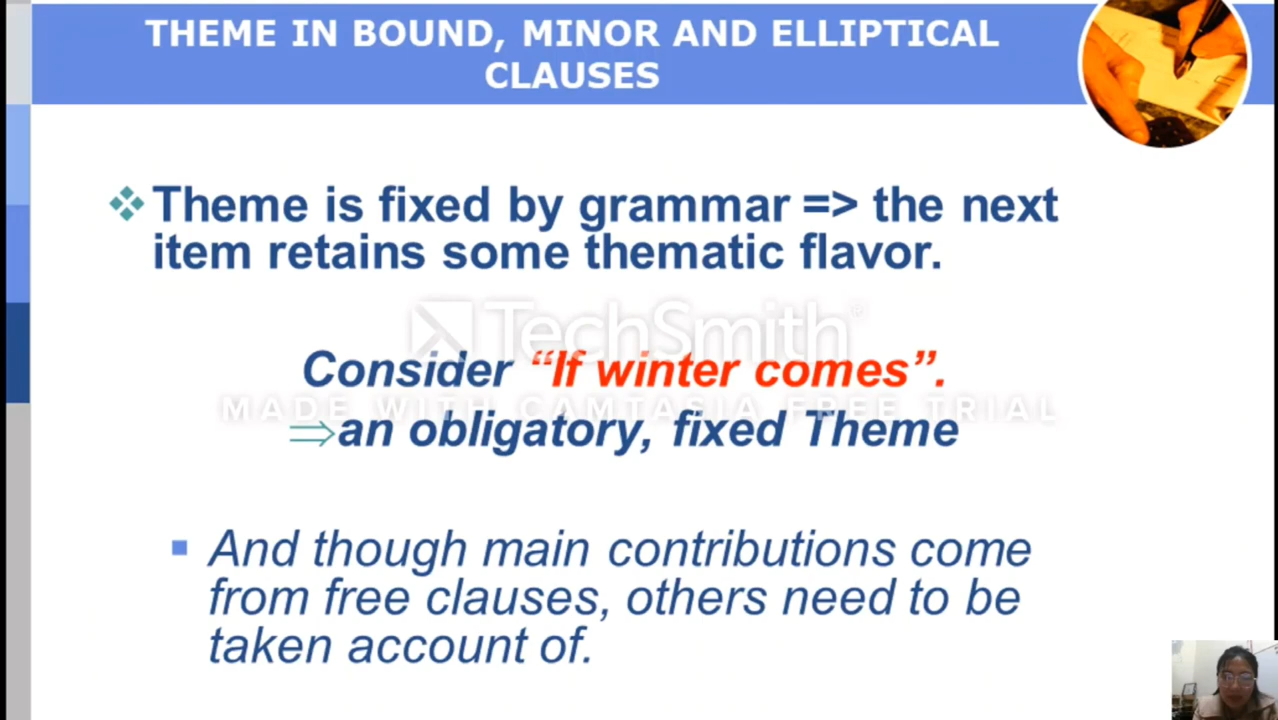 THEME IN BOUND, MINOR AND ELLIPTICAL
CLAUSES
Theme is fixed by grammar => the next
item retains some thematic flavor.
TechSmith®
Consider “If winter comes”.
MADE WITH CAMTASIA FREE TRIAL
⇒an obligatory, fixed Theme
And though main contributions come
from free clauses, others need to be
taken account of.